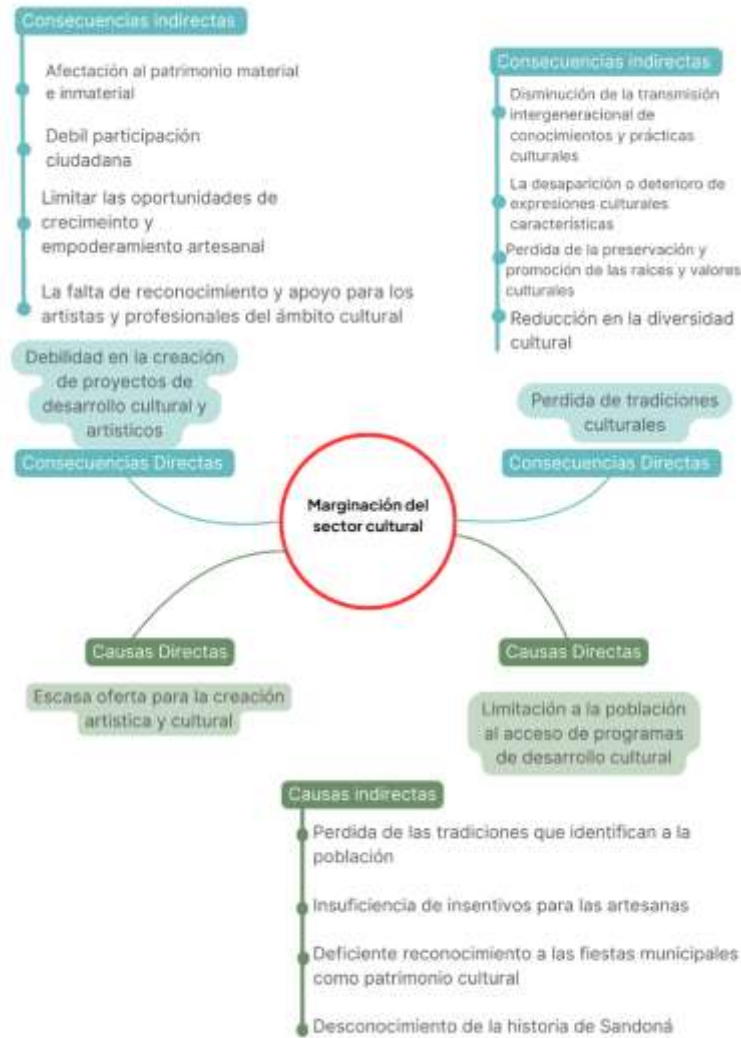 Consecuencias indirectas
Afectación al patrimonio material
e inmaterial
Debil participación
ciudadana
Limitar las oportunidades de
crecimeinto y
empoderamiento artesanal
La falta de reconocimiento y apoyo para los
artistas y profesionales del ámbito cultural
Debilidad en la creación
de proyectos de
desarrollo cultural y
artísticos
Consecuencias Directas
Consecuencias indirectas
Disminución de la transmisión
intergeneracional de
conocimientos y prácticas
culturales
La desaparición o deterioro de
expresiones culturales
características
Perdida de la preservación y
promoción de las raíces y valores
culturales
Reducción en la diversidad
cultural
Perdida de tradiciones
culturales
Consecuencias Directas
Marginación del
sector cultural
Causas Directas
Escasa oferta para la creación
artística y cultural
Causas Directas
Limitación a la población
al acceso de programas
de desarrollo cultural
Causas indirectas
Perdida de las tradiciones que identifican a la
población
Insuficiencia de insentivos para las artesanas
Deficiente reconocimiento a las fiestas municipales
como patrimonio cultural
Desconocimiento de la historia de Sandoná